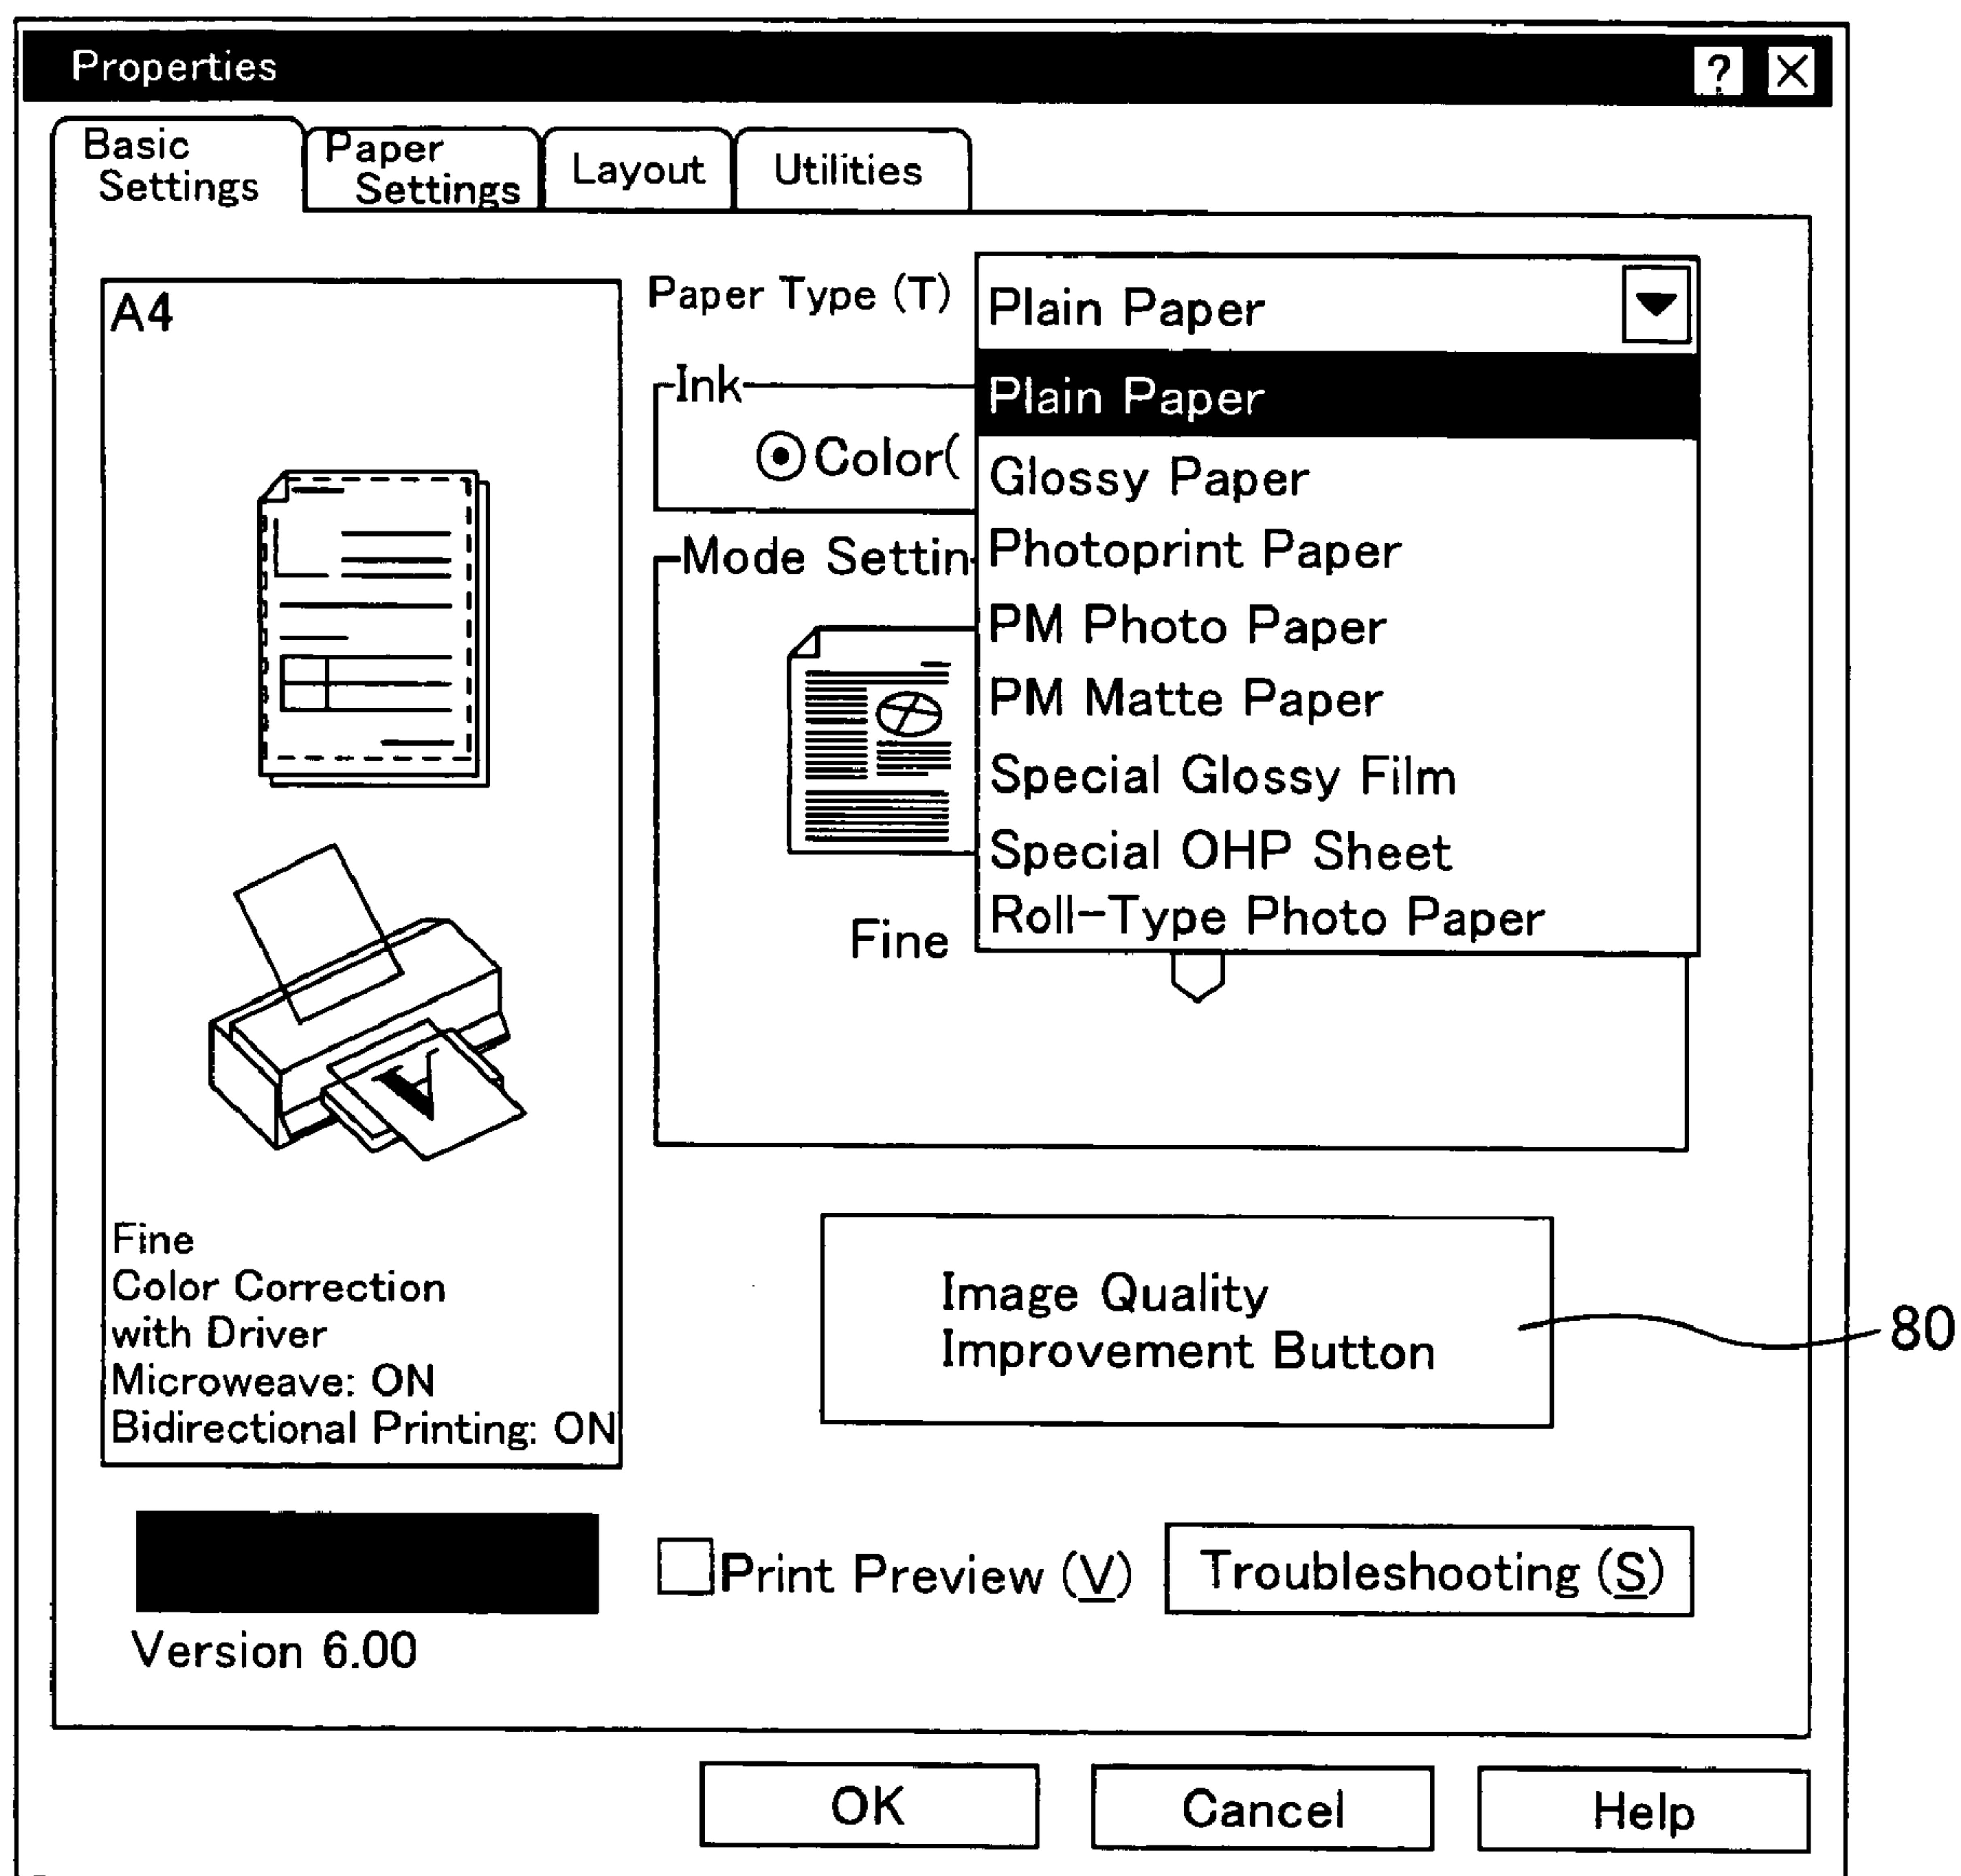 Properties
?
Basic
Settings
Paper
Settings
Layout
Utilities
A4
Fine
Color Correction
with Driver
Microweave: ON
Bidirectional Printing: ON
Version 6.00
Paper Type (T)
Plain Paper
Plain Paper
Glossy Paper
Photoprint Paper
PM Photo Paper
PM Matte Paper
Special Glossy Film
Special OHP Sheet
Roll-Type Photo Paper
Ink
Color(
Mode Settin
Fine
A
Image Quality
Improvement Button
80
Print Preview (V)
Troubleshooting (S)
OK
Cancel
Help